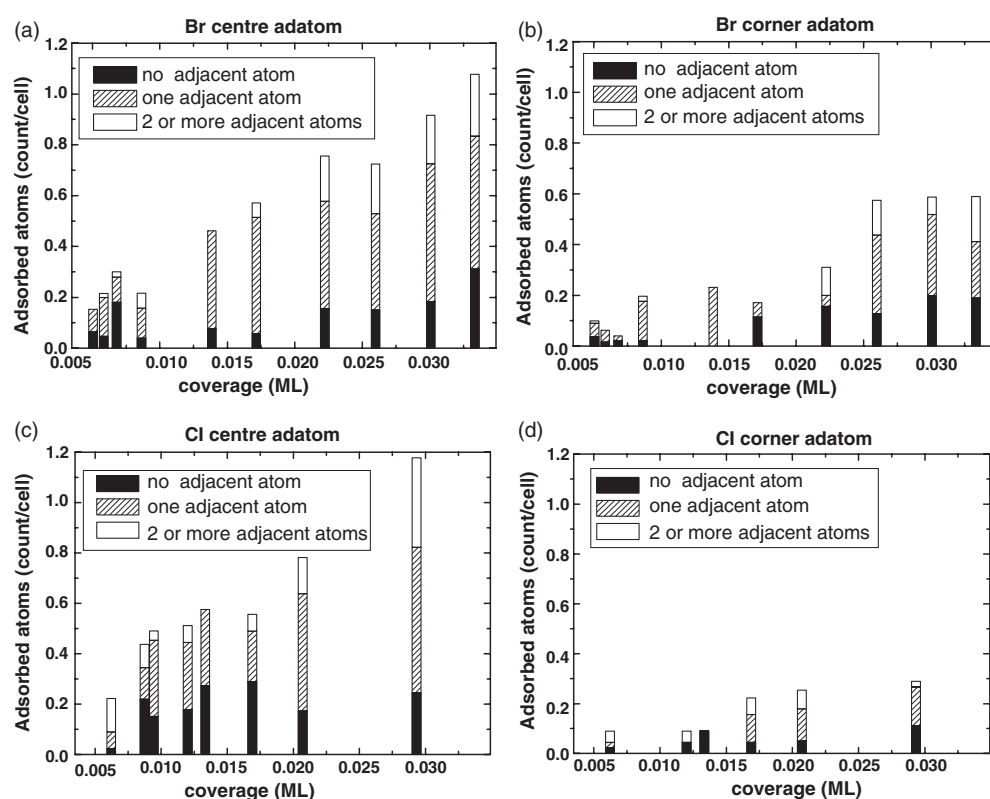 (a)
Br centre adatom
1.2
1.0
0.8
0.6
0.4
0.2
0.0
Adsorbed atoms (count/cell)
no adjacent atom
one adjacent atom
2 or more adjacent atoms
0.005 0.010 0.015 0.020 0.025 0.030
coverage (ML)
(b)
Br corner adatom
1.2
1.0
0.8
0.6
0.4
0.2
0.0
Adsorbed atoms (count/cell)
no adjacent atom
one adjacent atom
2 or more adjacent atoms
0.005 0.010 0.015 0.020 0.025 0.030
coverage (ML)
(c)
Cl centre adatom
1.2
1.0
0.8
0.6
0.4
0.2
0.0
Adsorbed atoms (count/cell)
no adjacent atom
one adjacent atom
2 or more adjacent atoms
0.005 0.010 0.015 0.020 0.025 0.030
coverage (ML)
(d)
Cl corner adatom
1.2
1.0
0.8
0.6
0.4
0.2
0.0
Adsorbed atoms (count/cell)
no adjacent atom
one adjacent atom
2 or more adjacent atoms
0.005 0.010 0.015 0.020 0.025 0.030
coverage (ML)